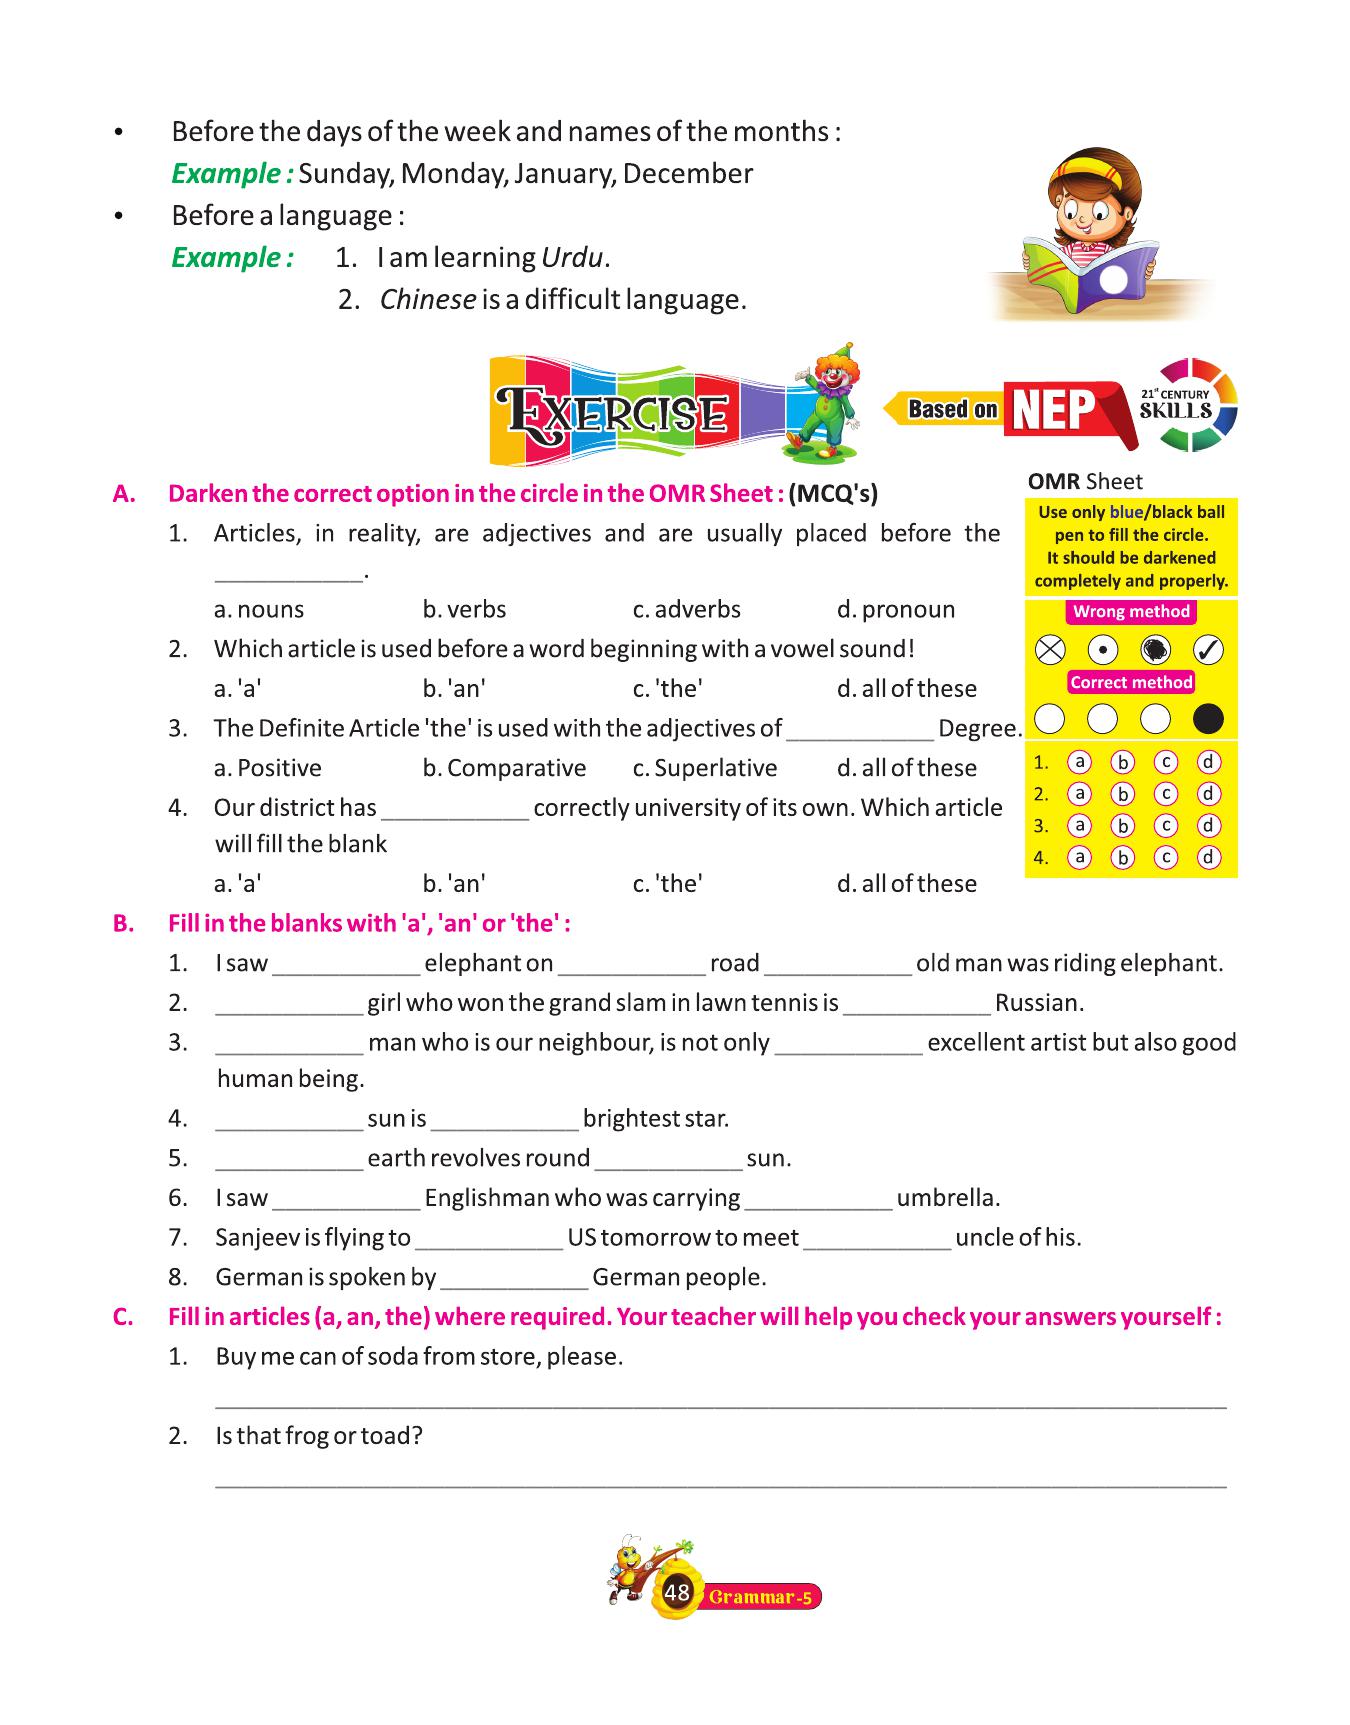 • Before the days of the week and names of the months :
Example : Sunday, Monday, January, December
• Before a language :
Example : 1. I am learning Urdu.
2. Chinese is a difficult language.
EXERCISE
Based on NEP 21st CENTURY SKILLS
A. Darken the correct option in the circle in the OMR Sheet : (MCQ's)
1. Articles, in reality, are adjectives and are usually placed before the
___________.
a. nouns b. verbs c. adverbs d. pronoun
2. Which article is used before a word beginning with a vowel sound!
a. 'a' b. 'an' c. 'the' d. all of these
3. The Definite Article 'the' is used with the adjectives of ___________ Degree.
a. Positive b. Comparative c. Superlative d. all of these
4. Our district has ___________ correctly university of its own. Which article
will fill the blank
a. 'a' b. 'an' c. 'the' d. all of these
OMR Sheet
Use only blue/black ball
pen to fill the circle.
It should be darkened
completely and properly.
Wrong method
Correct method
1. a b c d
2. a b c d
3. a b c d
4. a b c d
B. Fill in the blanks with 'a', 'an' or 'the' :
1. I saw ___________ elephant on ___________ road ___________ old man was riding elephant.
2. ___________ girl who won the grand slam in lawn tennis is ___________ Russian.
3. ___________ man who is our neighbour, is not only ___________ excellent artist but also good
human being.
4. ___________ sun is ___________ brightest star.
5. ___________ earth revolves round ___________ sun.
6. I saw ___________ Englishman who was carrying ___________ umbrella.
7. Sanjeev is flying to ___________ US tomorrow to meet ___________ uncle of his.
8. German is spoken by ___________ German people.
C. Fill in articles (a, an, the) where required. Your teacher will help you check your answers yourself :
1. Buy me can of soda from store, please.
2. Is that frog or toad?
48 Grammar-5